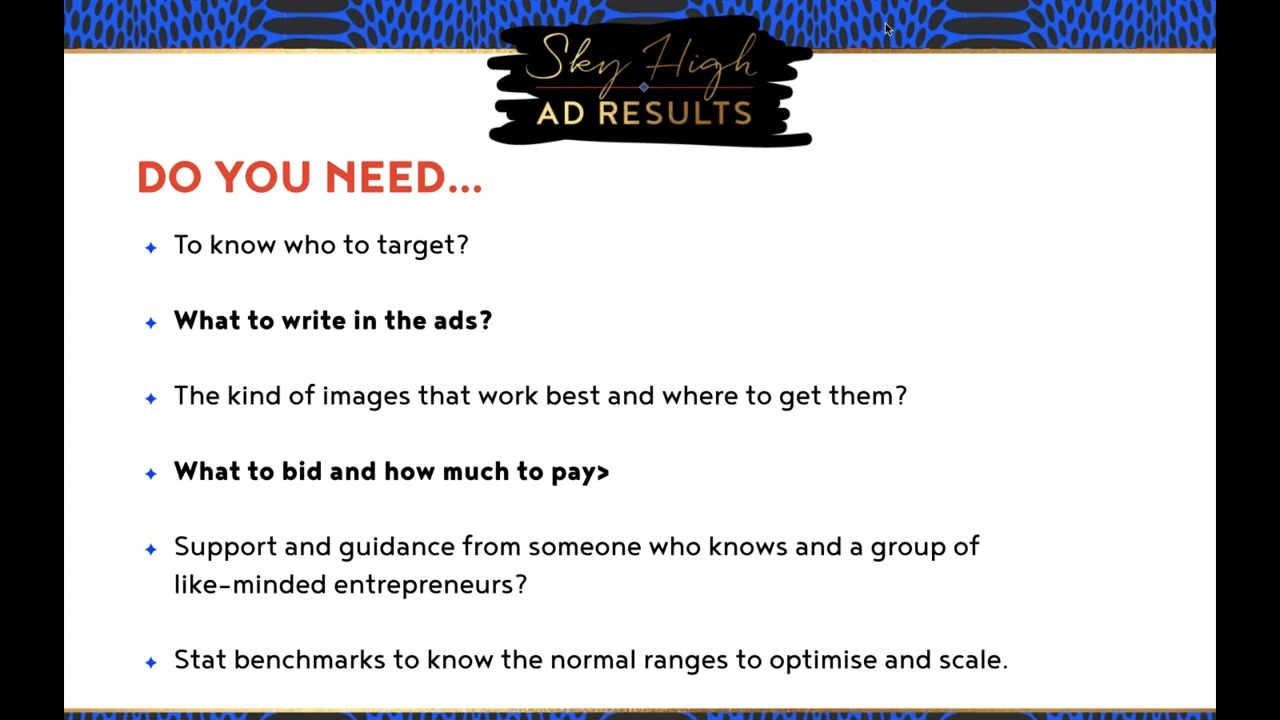 Sky High
AD RESULTS
DO YOU NEED...
To know who to target?
What to write in the ads?
The kind of images that work best and where to get them?
What to bid and how much to pay>
Support and guidance from someone who knows and a group of
like-minded entrepreneurs?
Stat benchmarks to know the normal ranges to optimise and scale.